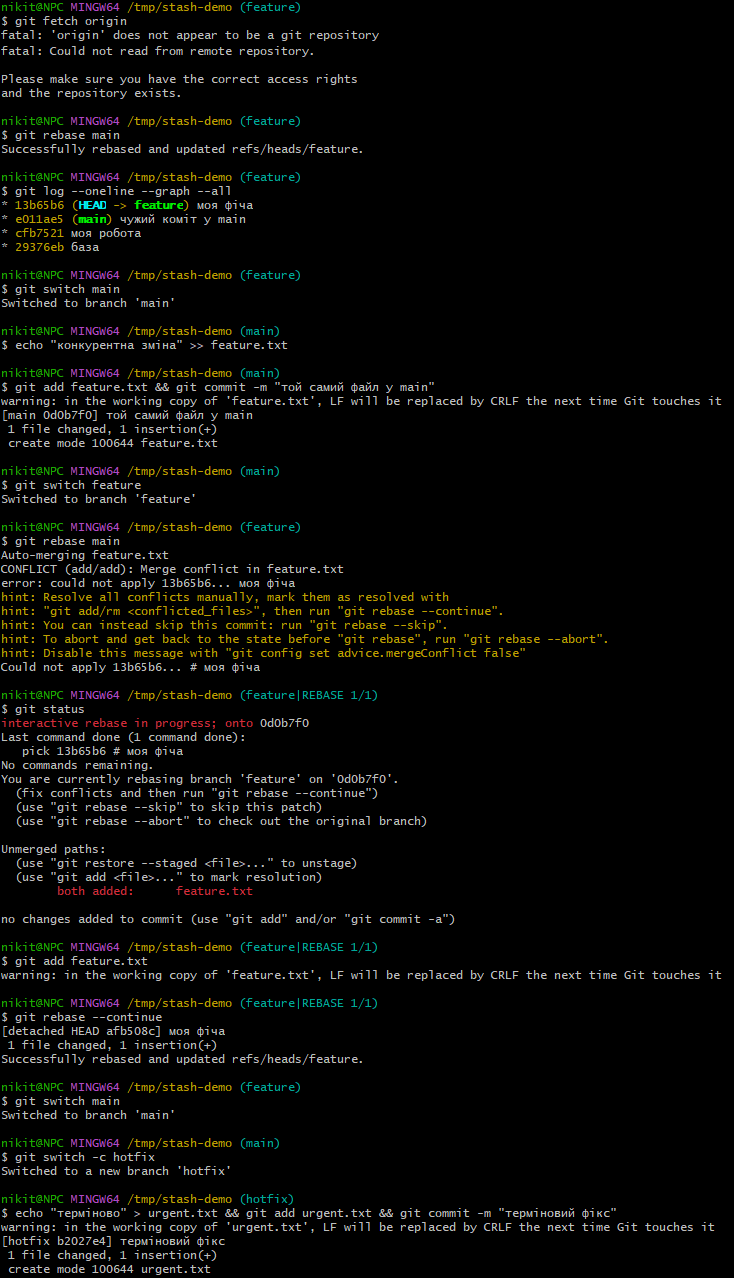 nikit@NPC MINGW64 /tmp/stash-demo (feature)
$ git fetch origin
fatal: 'origin' does not appear to be a git repository
fatal: Could not read from remote repository.

Please make sure you have the correct access rights
and the repository exists.

nikit@NPC MINGW64 /tmp/stash-demo (feature)
$ git rebase main
Successfully rebased and updated refs/heads/feature.

nikit@NPC MINGW64 /tmp/stash-demo (feature)
$ git log --oneline --graph --all
* 13b65b6 (HEAD -> feature) моя фіча
* e011ae5 (main) чужий коміт у main
* cfb7521 моя робота
* 29376eb база

nikit@NPC MINGW64 /tmp/stash-demo (feature)
$ git switch main
Switched to branch 'main'

nikit@NPC MINGW64 /tmp/stash-demo (main)
$ echo "конкурентна зміна" >> feature.txt

nikit@NPC MINGW64 /tmp/stash-demo (main)
$ git add feature.txt && git commit -m "той самий файл у main"
warning: in the working copy of 'feature.txt', LF will be replaced by CRLF the next time Git touches it
[main 0d0b7f0] той самий файл у main
 1 file changed, 1 insertion(+)
 create mode 100644 feature.txt

nikit@NPC MINGW64 /tmp/stash-demo (main)
$ git switch feature
Switched to branch 'feature'

nikit@NPC MINGW64 /tmp/stash-demo (feature)
$ git rebase main
Auto-merging feature.txt
CONFLICT (add/add): Merge conflict in feature.txt
error: could not apply 13b65b6... моя фіча
hint: Resolve all conflicts manually, mark them as resolved with
hint: "git add/rm <conflicted_files>", then run "git rebase --continue".
hint: You can instead skip this commit: run "git rebase --skip".
hint: To abort and get back to the state before "git rebase", run "git rebase --abort".
hint: Disable this message with "git config set advice.mergeConflict false"
Could not apply 13b65b6... # моя фіча

nikit@NPC MINGW64 /tmp/stash-demo (feature|REBASE 1/1)
$ git status
interactive rebase in progress; onto 0d0b7f0
Last command done (1 command done):
   pick 13b65b6 # моя фіча
No commands remaining.
You are currently rebasing branch 'feature' on '0d0b7f0'.
  (fix conflicts and then run "git rebase --continue")
  (use "git rebase --skip" to skip this patch)
  (use "git rebase --abort" to check out the original branch)

Unmerged paths:
  (use "git restore --staged <file>..." to unstage)
  (use "git add <file>..." to mark resolution)
        both added:      feature.txt

no changes added to commit (use "git add" and/or "git commit -a")

nikit@NPC MINGW64 /tmp/stash-demo (feature|REBASE 1/1)
$ git add feature.txt
warning: in the working copy of 'feature.txt', LF will be replaced by CRLF the next time Git touches it

nikit@NPC MINGW64 /tmp/stash-demo (feature|REBASE 1/1)
$ git rebase --continue
[detached HEAD afb508c] моя фіча
 1 file changed, 1 insertion(+)
Successfully rebased and updated refs/heads/feature.

nikit@NPC MINGW64 /tmp/stash-demo (feature)
$ git switch main
Switched to branch 'main'

nikit@NPC MINGW64 /tmp/stash-demo (main)
$ git switch -c hotfix
Switched to a new branch 'hotfix'

nikit@NPC MINGW64 /tmp/stash-demo (hotfix)
$ echo "терміново" > urgent.txt && git add urgent.txt && git commit -m "терміновий фікс"
warning: in the working copy of 'urgent.txt', LF will be replaced by CRLF the next time Git touches it
[hotfix b2027e4] терміновий фікс
 1 file changed, 1 insertion(+)
 create mode 100644 urgent.txt